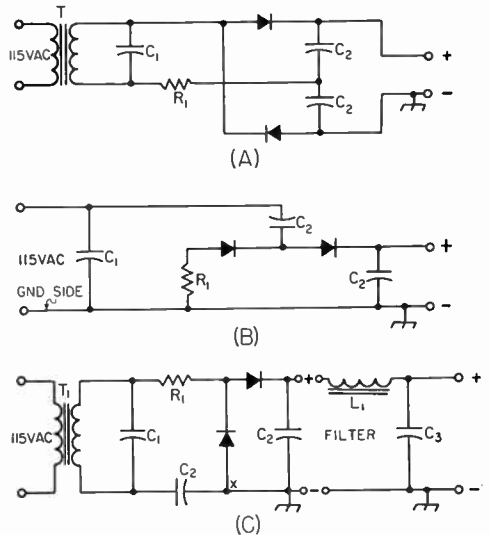 T
115VAC
C1
R1
C2
C2
+
-
(A)
115VAC
C1
GND SIDE
R1
C2
C2
+
-
(B)
T1
115VAC
C1
R1
C2
x
C2
+
-
L1
FILTER
C3
+
-
(C)